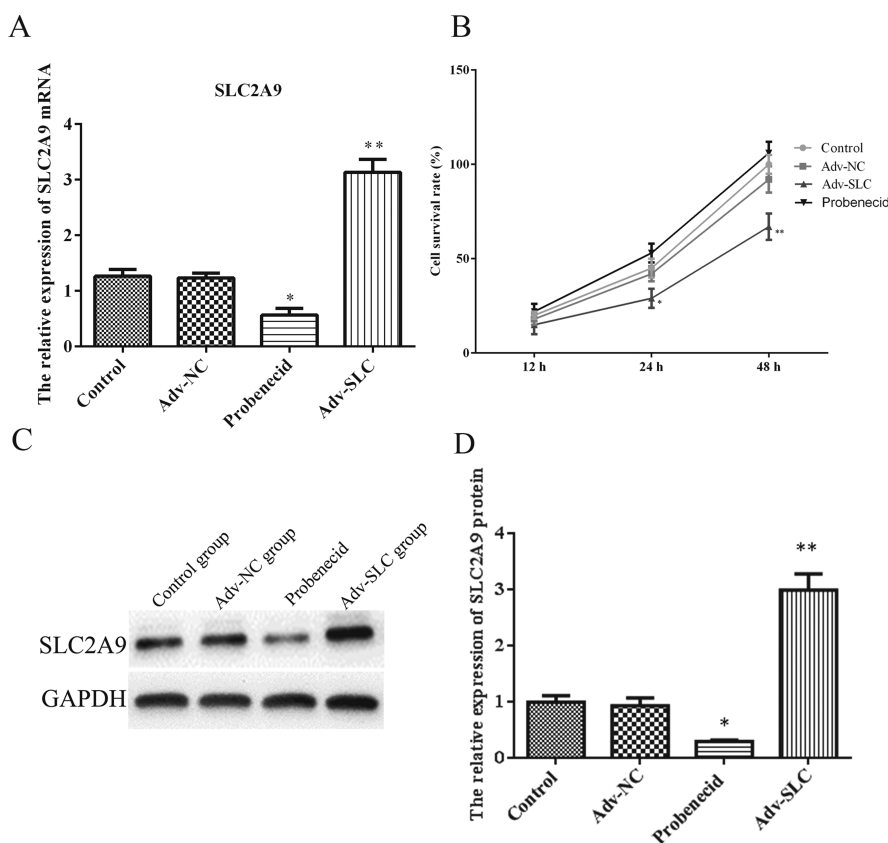 A
SLC2A9
The relative expression of SLC2A9 mRNA
4
3
2
1
0
**
*
Control
Adv-NC
Probenecid
Adv-SLC
B
Cell survival rate (%)
150
100
50
0
12 h
24 h
48 h
*
**
Control
Adv-NC
Adv-SLC
Probenecid
C
Control group
Adv-NC group
Probenecid
Adv-SLC group
SLC2A9
GAPDH
D
The relative expression of SLC2A9 protein
4
3
2
1
0
**
*
Control
Adv-NC
Probenecid
Adv-SLC